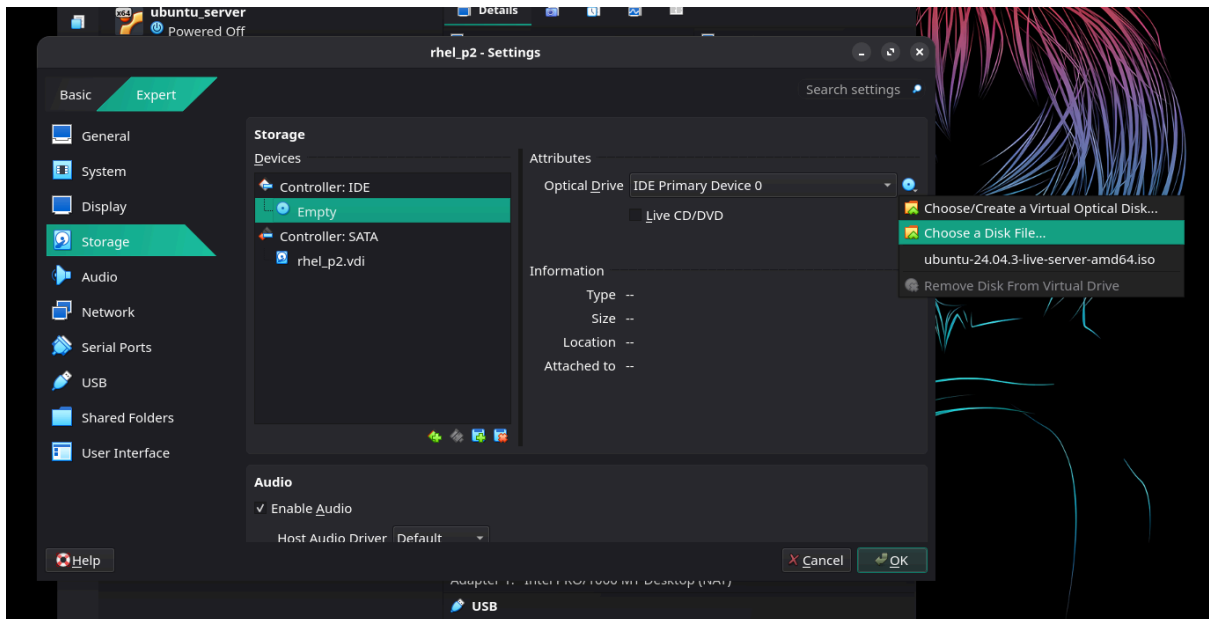 x64
ubuntu_server
Powered Off
Details
rhel_p2 - Settings
Basic
Expert
Search settings
General
System
Display
Storage
Audio
Network
Serial Ports
USB
Shared Folders
User Interface
Storage
Devices
Controller: IDE
Empty
Controller: SATA
rhel_p2.vdi
Attributes
Optical Drive IDE Primary Device 0
Live CD/DVD
Information
Type --
Size --
Location --
Attached to --
Choose/Create a Virtual Optical Disk...
Choose a Disk File...
ubuntu-24.04.3-live-server-amd64.iso
Remove Disk From Virtual Drive
Audio
Enable Audio
Host Audio Driver Default
Help
Cancel
OK
Adapter 1: Intel PRO/1000 MT Desktop (NAT)
USB